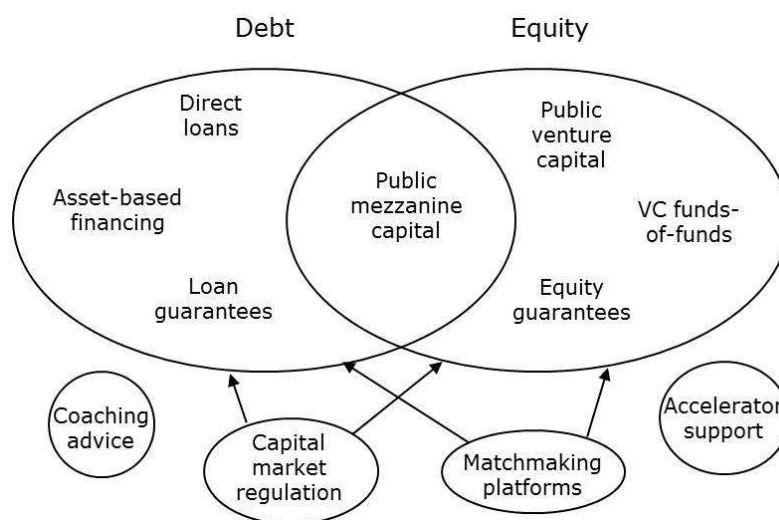 Debt
Equity
Direct
loans
Asset-based
financing
Loan
guarantees
Public
mezzanine
capital
Public
venture
capital
VC funds-
of-funds
Equity
guarantees
Coaching
advice
Capital
market
regulation
Matchmaking
platforms
Accelerator
support